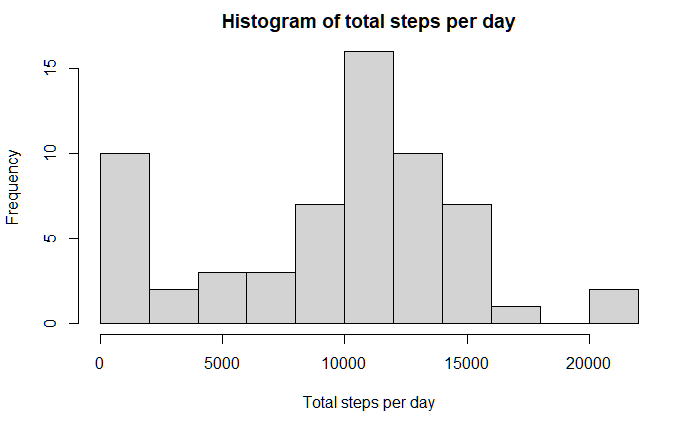 Histogram of total steps per day
Frequency
15
10
5
0
0 5000 10000 15000 20000
Total steps per day